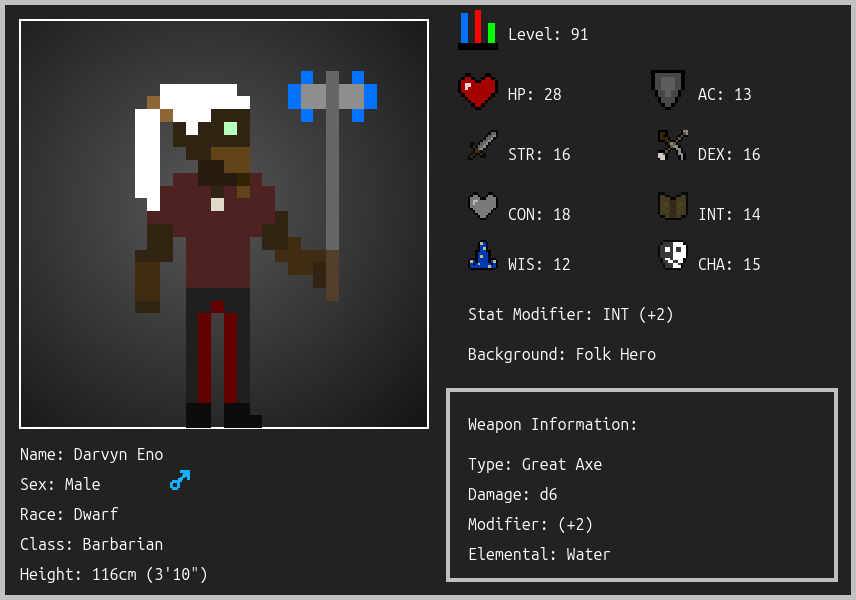 Level: 91
HP: 28
AC: 13
STR: 16
DEX: 16
CON: 18
INT: 14
WIS: 12
CHA: 15
Stat Modifier: INT (+2)
Background: Folk Hero
Weapon Information:
Type: Great Axe
Damage: d6
Modifier: (+2)
Elemental: Water
Name: Darvyn Eno
Sex: Male
Race: Dwarf
Class: Barbarian
Height: 116cm (3'10")